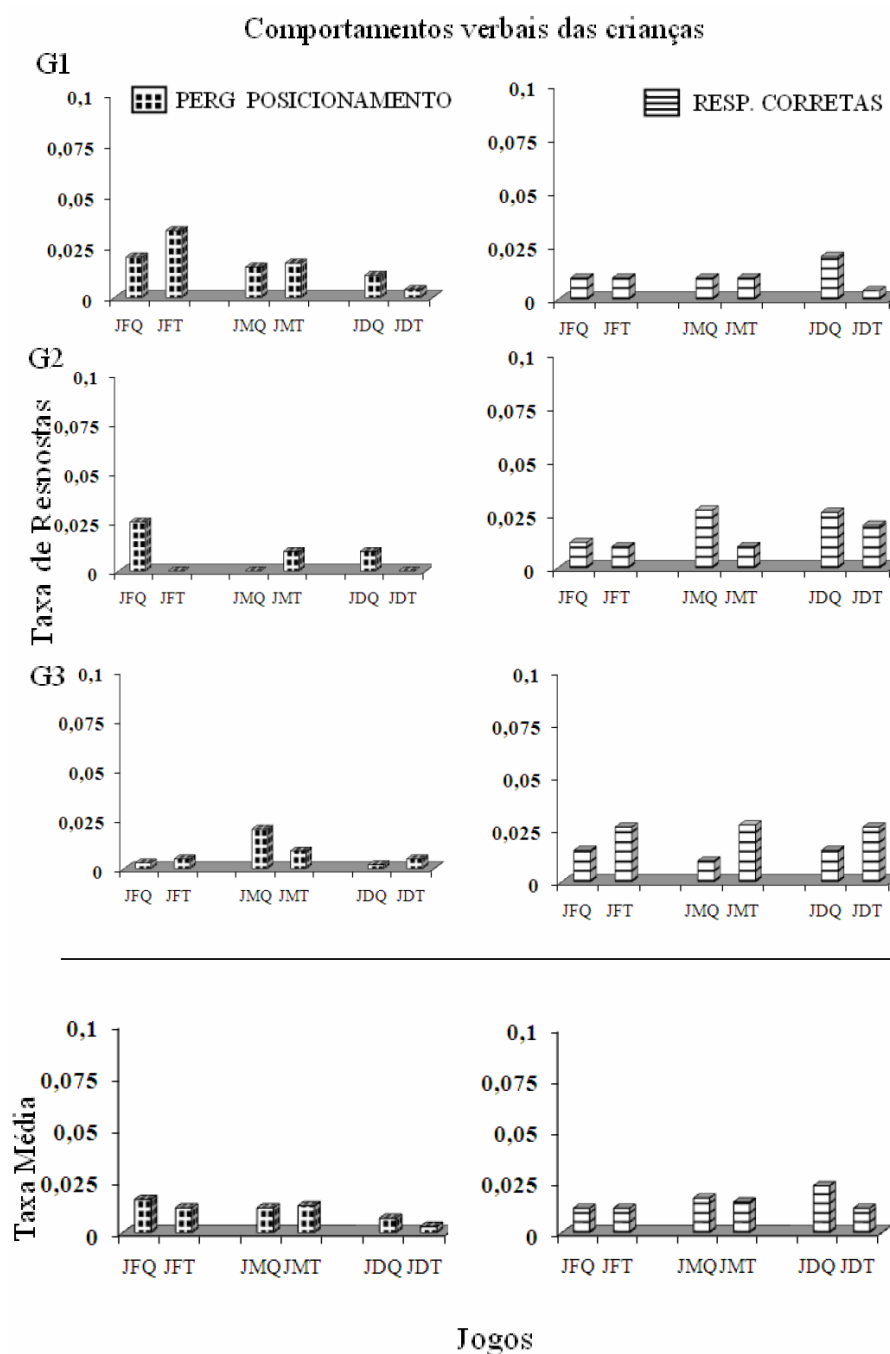 Comportamentos verbais das crianças
G1
PERG POSICIONAMENTO
0,1
0,075
0,05
0,025
0
JFQ JFT JMQ JMT JDQ JDT
RESP. CORRETAS
0,1
0,075
0,05
0,025
0
JFQ JFT JMQ JMT JDQ JDT
Taxa de Respostas
G2
0,1
0,075
0,05
0,025
0
JFQ JFT JMQ JMT JDQ JDT
0,1
0,075
0,05
0,025
0
JFQ JFT JMQ JMT JDQ JDT
G3
0,1
0,075
0,05
0,025
0
JFQ JFT JMQ JMT JDQ JDT
0,1
0,075
0,05
0,025
0
JFQ JFT JMQ JMT JDQ JDT
Taxa Média
0,1
0,075
0,05
0,025
0
JFQ JFT JMQ JMT JDQ JDT
0,1
0,075
0,05
0,025
0
JFQ JFT JMQ JMT JDQ JDT
Jogos